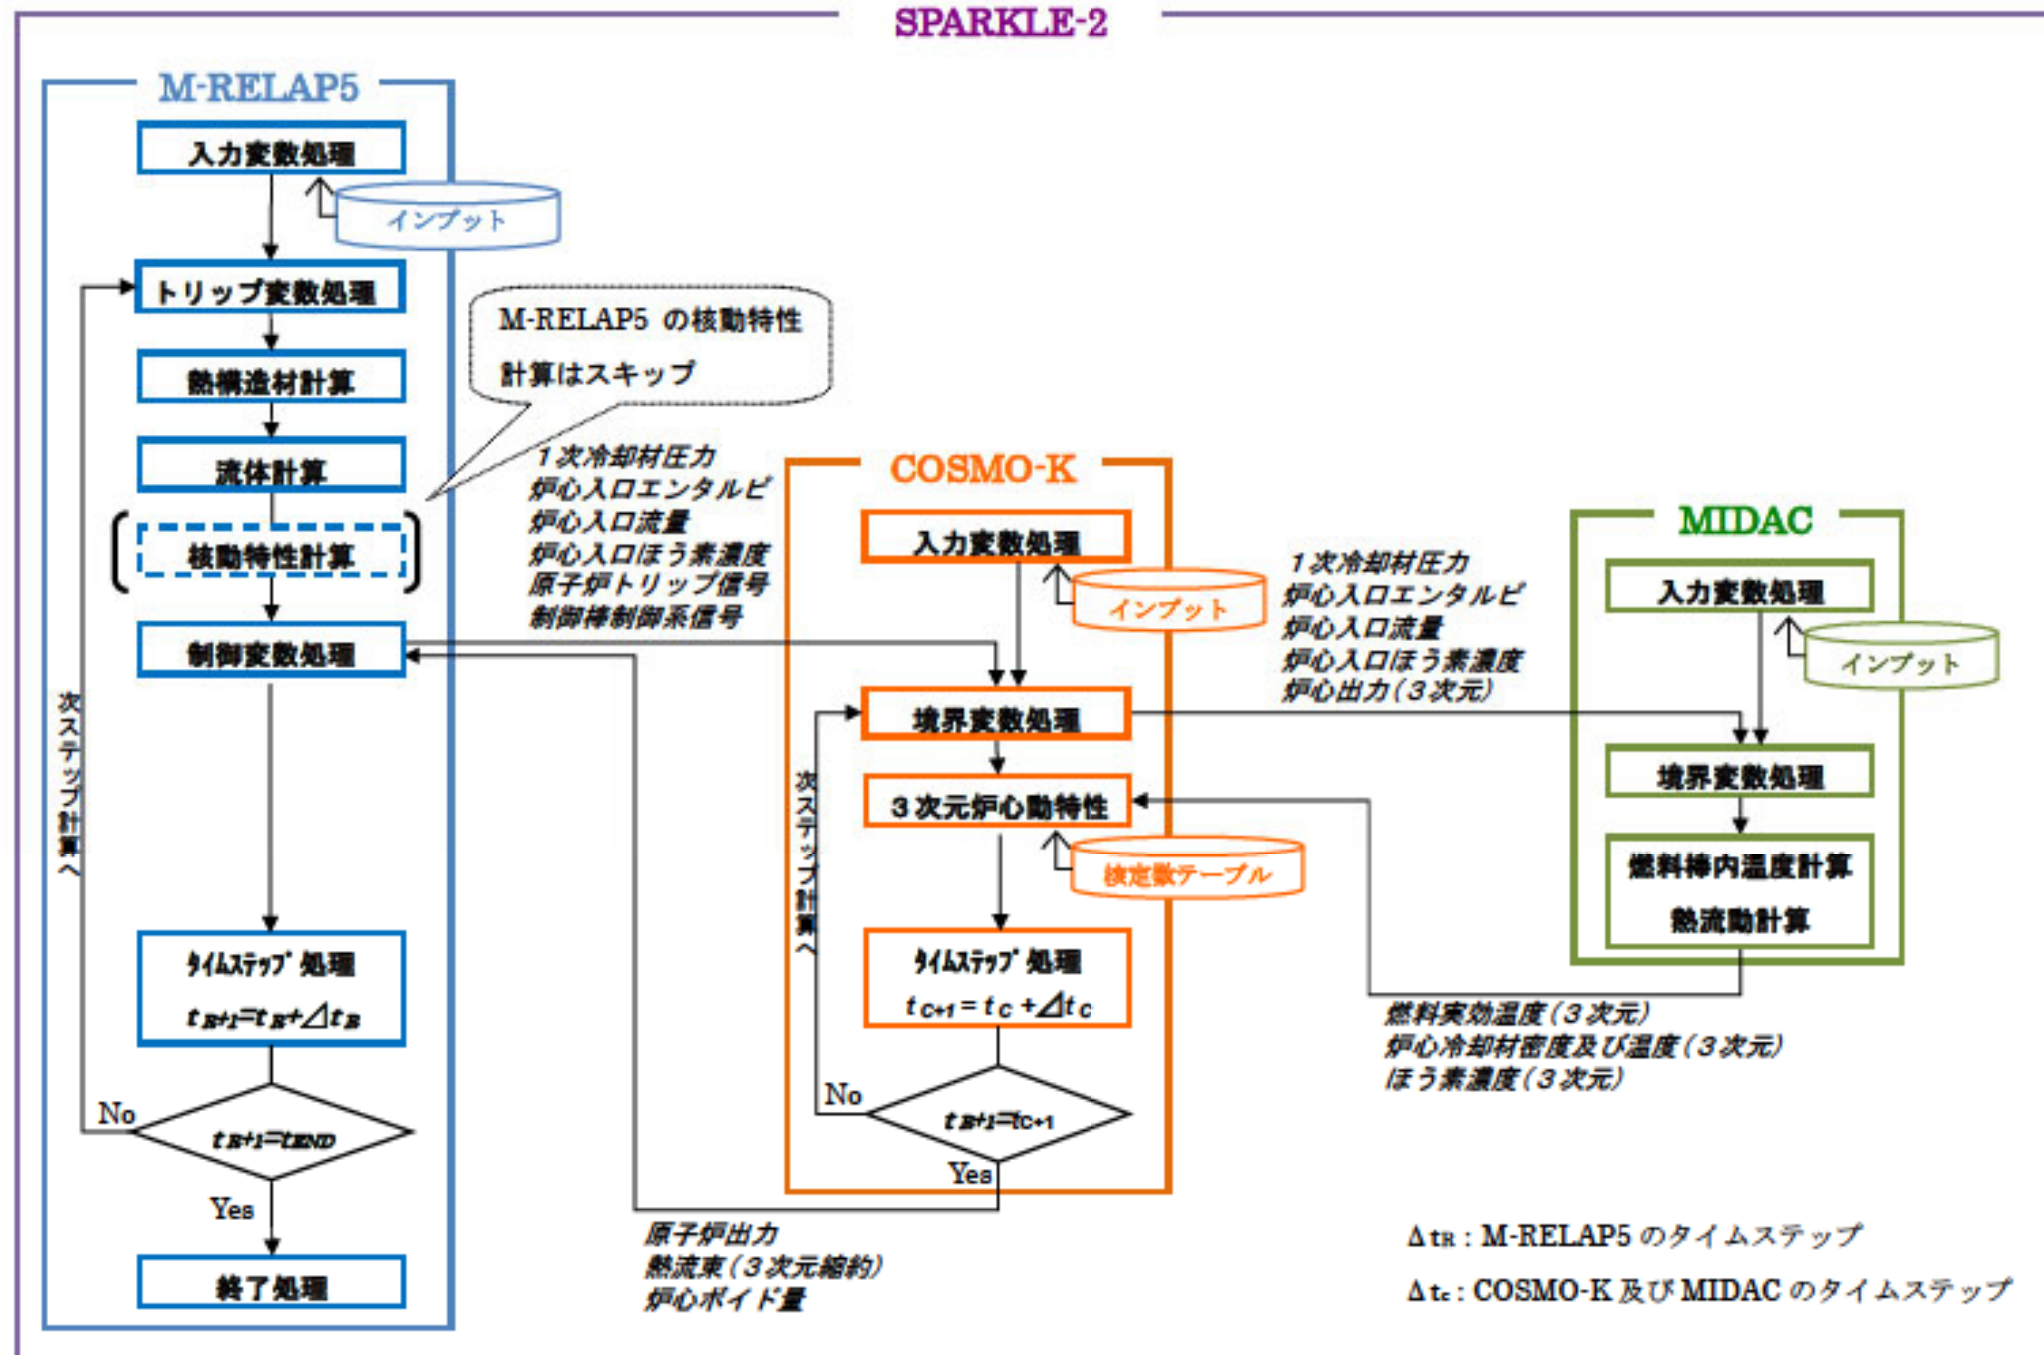 SPARKLE-2
M-RELAP5
入力変数処理
インプット
トリップ変数処理
熱構造材計算
流体計算
核動特性計算
制御変数処理
次ステップ計算へ
ﾀｲﾑｽﾃｯﾌﾟ処理
tR+1=tR+⊿tR
No
tR+1=tEND
Yes
終了処理
M-RELAP5 の核動特性
計算はスキップ
1次冷却材圧力
炉心入口エンタルピ
炉心入口流量
炉心入口ほう素濃度
原子炉トリップ信号
制御棒制御系信号
COSMO-K
入力変数処理
インプット
境界変数処理
3次元炉心動特性
核定数テーブル
次ステップ計算へ
ﾀｲﾑｽﾃｯﾌﾟ処理
tC+1=tC+⊿tC
No
tR+1=tC+1
Yes
原子炉出力
熱流束(3次元縮約)
炉心ボイド量
1次冷却材圧力
炉心入口エンタルピ
炉心入口流量
炉心入口ほう素濃度
炉心出力(3次元)
MIDAC
入力変数処理
インプット
境界変数処理
燃料棒内温度計算
熱流動計算
燃料実効温度(3次元)
炉心冷却材密度及び温度(3次元)
ほう素濃度(3次元)
ΔtR : M-RELAP5 のタイムステップ
Δtc : COSMO-K 及び MIDAC のタイムステップ